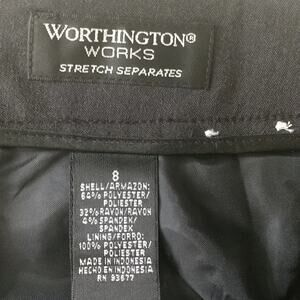 WORTHINGTON®
WORKS
STRETCH SEPARATES
8
SHELL/ARMAZON:
64% POLYESTER/
POLIESTER
32% RAYON/RAYON
4% SPANDEX/
SPANDEX
LINING/FORRO:
100% POLYESTER/
POLIESTER
MADE IN INDONESIA
HECHO EN INDONESIA
RN 93677